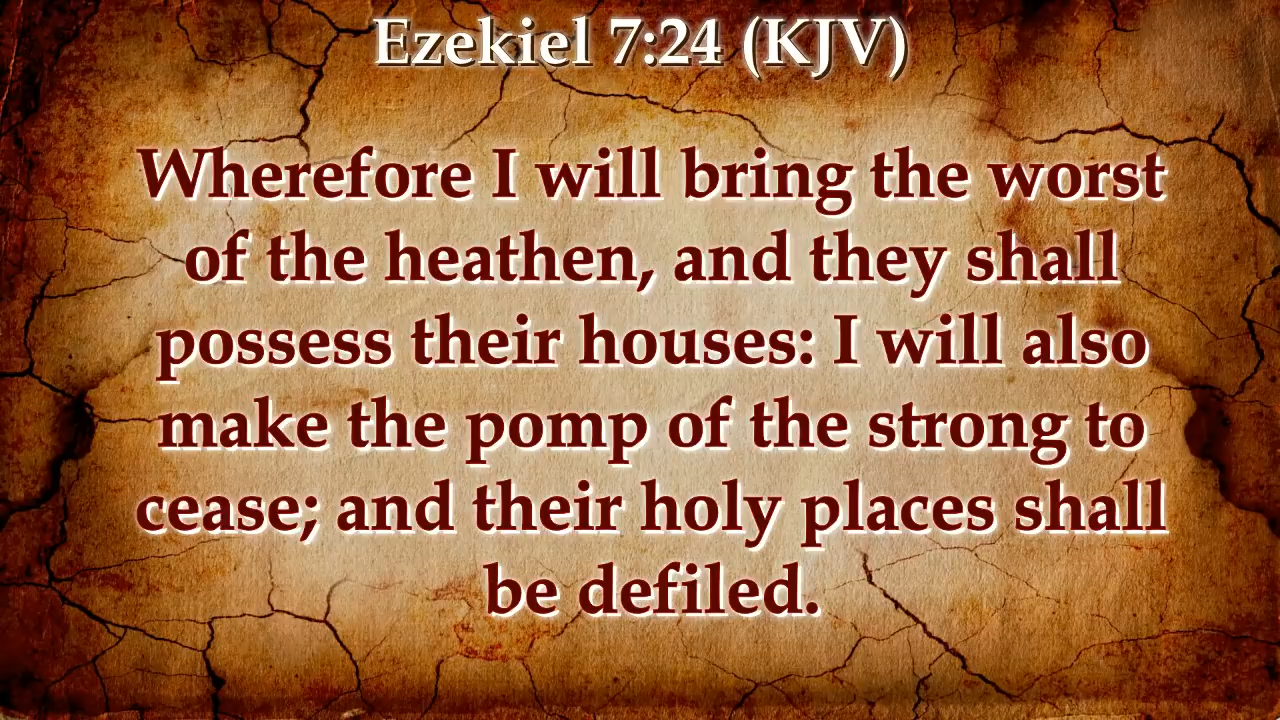 Ezekiel 7:24 (KJV)
Wherefore I will bring the worst
of the heathen, and they shall
possess their houses: I will also
make the pomp of the strong to
cease; and their holy places shall
be defiled.